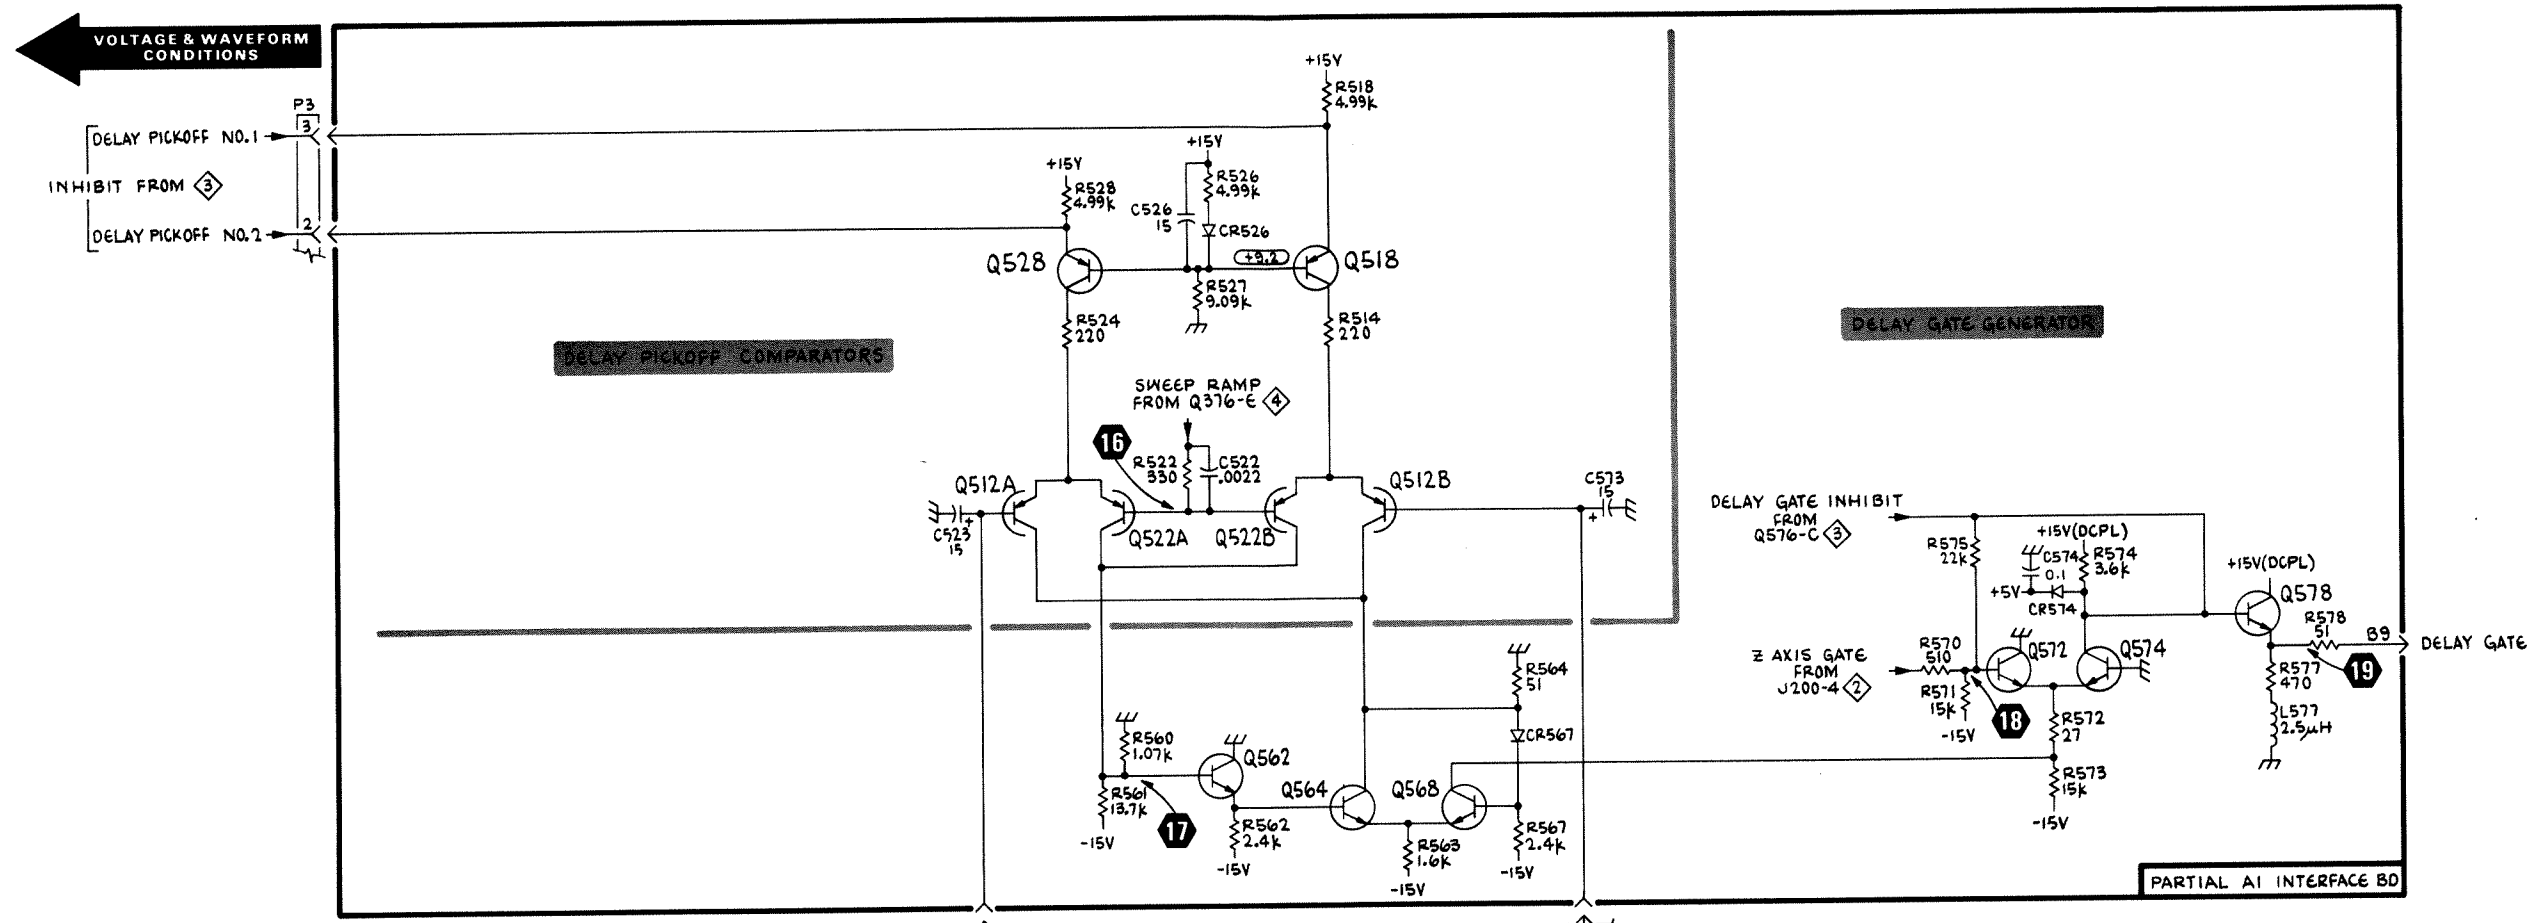 VOLTAGE & WAVEFORM
CONDITIONS
P3
3
DELAY PICKOFF NO.1
INHIBIT FROM 3
2
DELAY PICKOFF NO.2
+15V
R518
4.99K
+15V
R526
4.99K
C526
15
CR526
+15V
R528
4.99K
Q528
+9.2
Q518
R527
9.09K
R524
220
R514
220
DELAY PICKOFF COMPARATORS
DELAY GATE GENERATOR
SWEEP RAMP
FROM Q376-E 4
16
R522
330
C522
.0022
Q512A
C523
15
+
Q522A
Q522B
Q512B
C573
15
+
DELAY GATE INHIBIT
FROM
Q576-C 3
R575
22K
+15V(DCPL)
C574
0.1
R574
3.6K
+5V
CR574
+15V(DCPL)
Q578
R578
51
B9
DELAY GATE
19
R577
470
L577
2.5μH
Z AXIS GATE
FROM
J200-4 2
R570
510
R571
15K
-15V
18
Q572
Q574
R572
27
R573
15K
-15V
R564
51
CR567
R560
1.07K
R561
13.7K
-15V
17
Q562
R562
2.4K
-15V
Q564
Q568
R563
1.6K
-15V
R567
2.4K
-15V
PARTIAL A1 INTERFACE BD